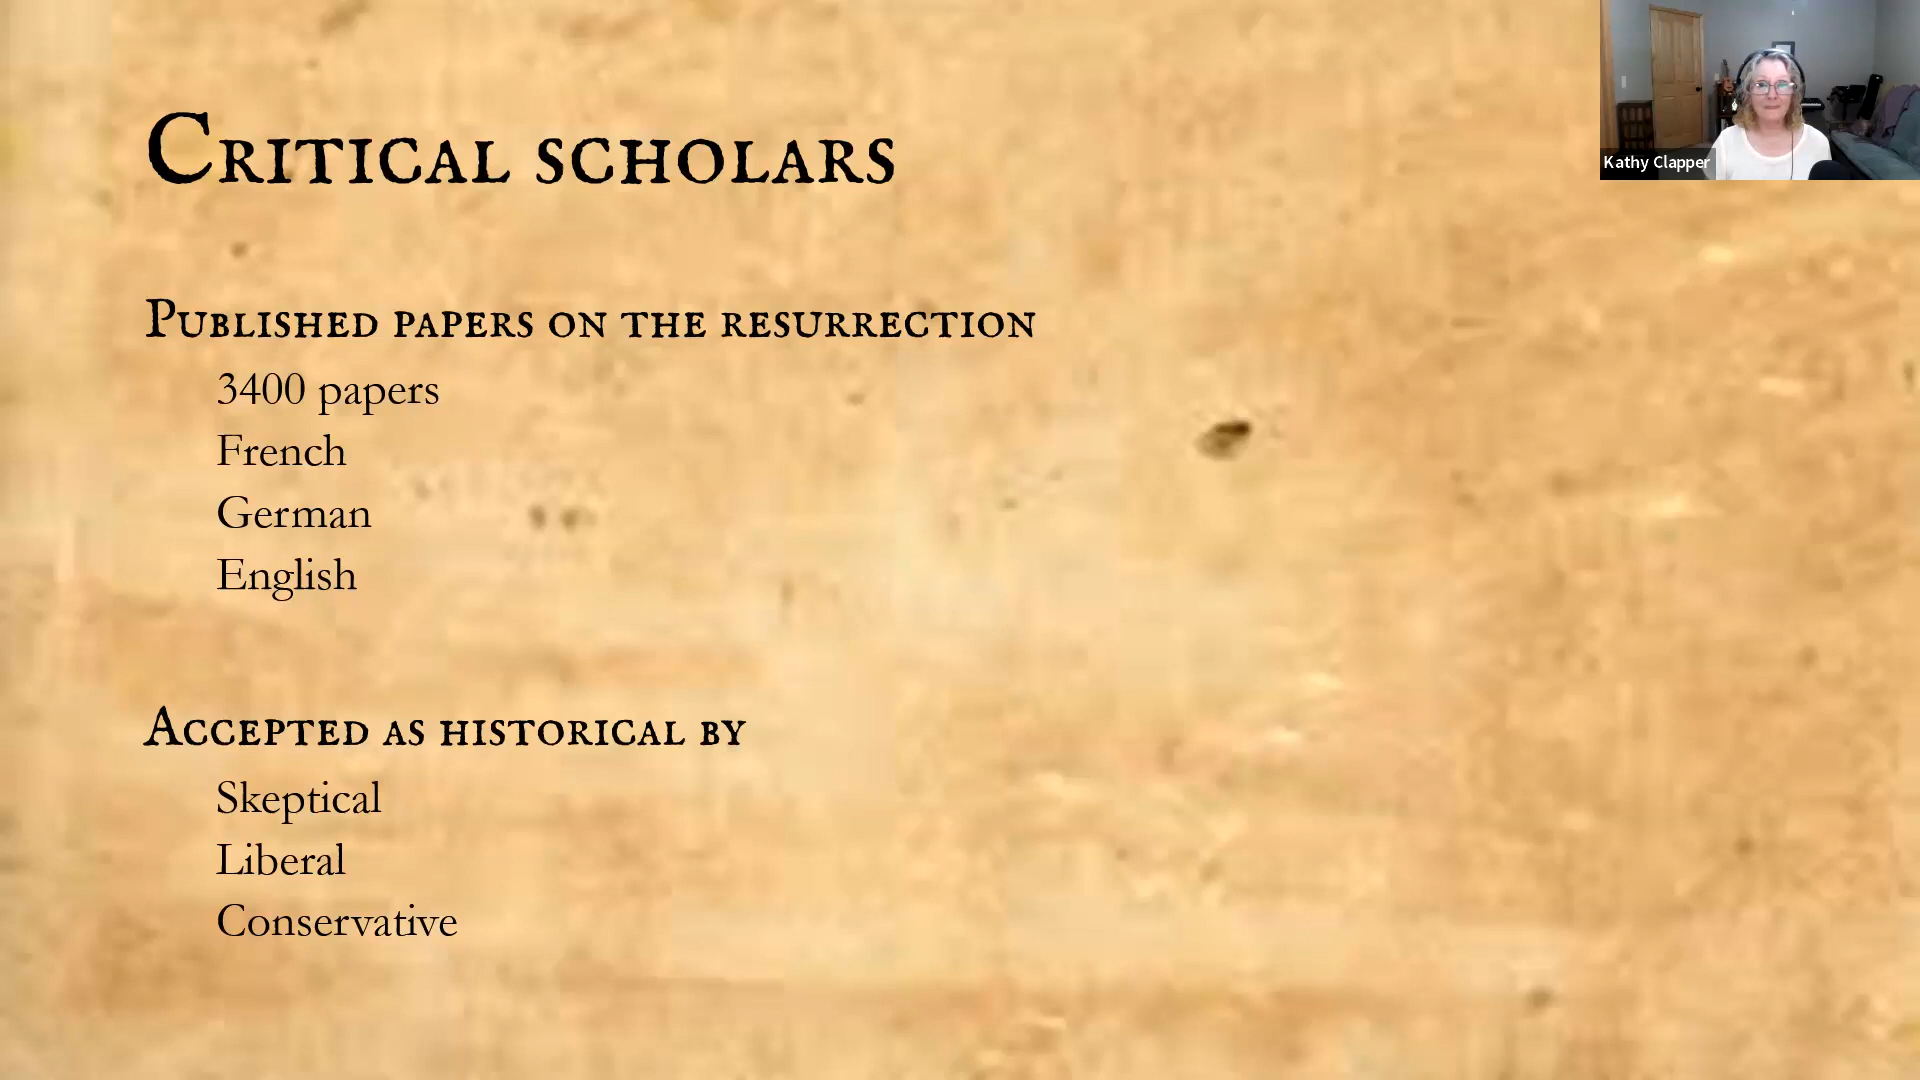 Critical scholars
Kathy Clapper
Published papers on the resurrection
3400 papers
French
German
English
Accepted as historical by
Skeptical
Liberal
Conservative